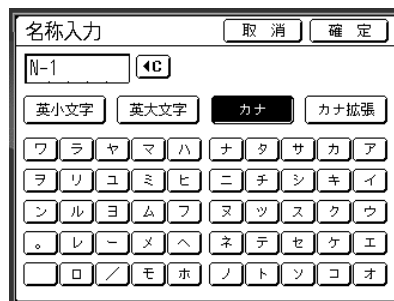 名称入力 取 消 確 定
N-1 ◀C
英小文字 英大文字 カナ カナ拡張
ワ ラ ヤ マ ハ ナ タ サ カ ア
ヲ リ ユ ミ ヒ ニ チ シ キ イ
ン ル ヨ ム フ ヌ ツ ス ク ウ
。 レ ー メ ヘ ネ テ セ ケ エ
ロ ／ モ ホ ノ ト ソ コ オ